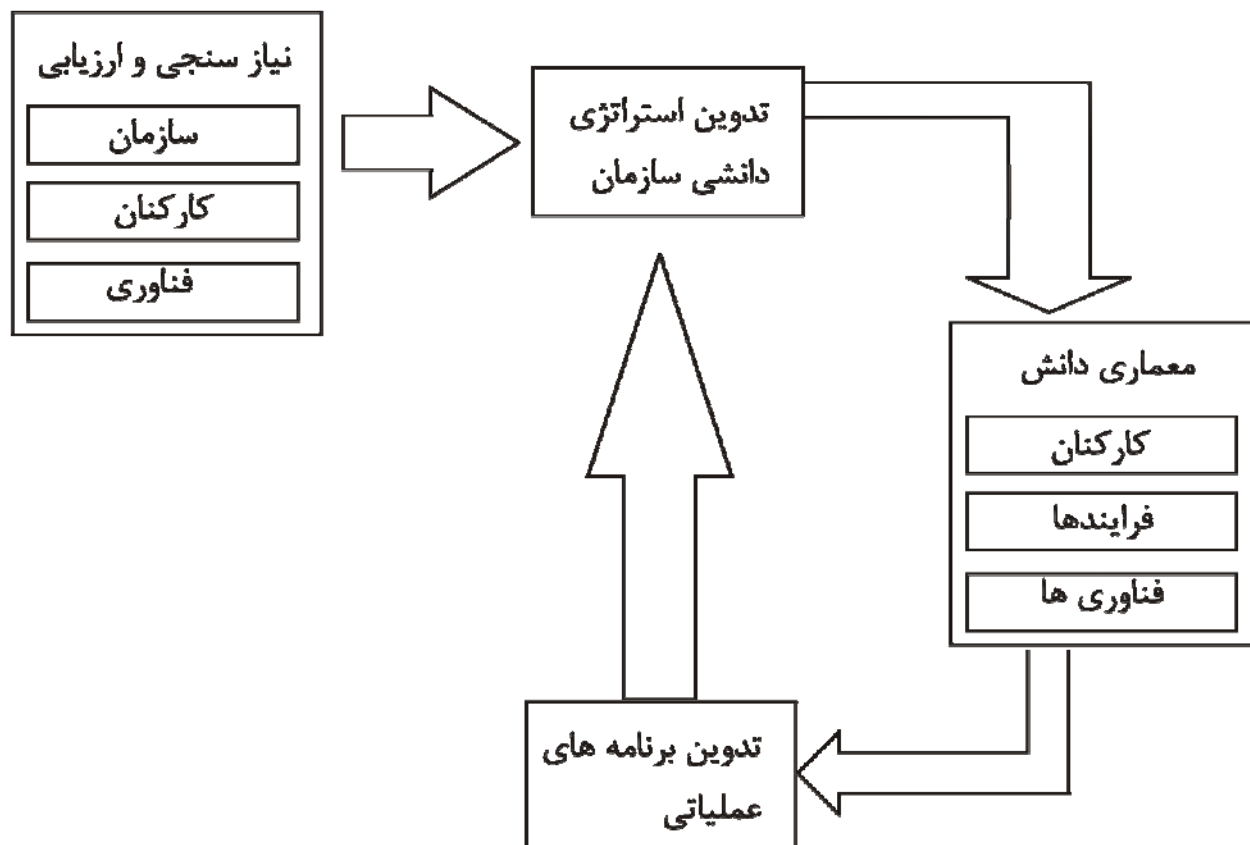 نیاز سنجی و ارزیابی
سازمان
کارکنان
فناوری
تدوین استراتژی
دانشی سازمان
معماری دانش
کارکنان
فرایندها
فناوری ها
تدوین برنامه های
عملیاتی